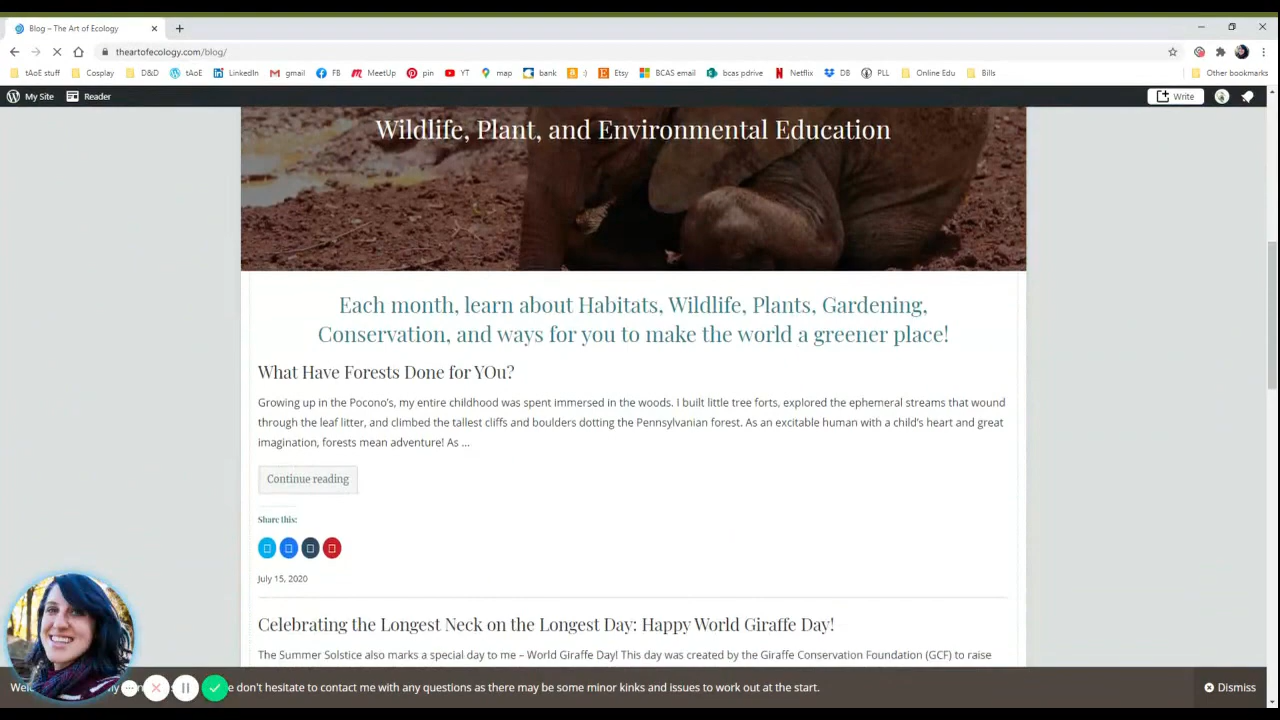 Blog – The Art of Ecology
theartofecology.com/blog/
tAoE stuff Cosplay D&D tAoE LinkedIn gmail FB MeetUp pin YT map bank :) Etsy BCAS email bcas pdrive Netflix DB PLL Online Edu Bills Other bookmarks
My Site Reader Write
Wildlife, Plant, and Environmental Education
Each month, learn about Habitats, Wildlife, Plants, Gardening,
Conservation, and ways for you to make the world a greener place!
What Have Forests Done for YOu?
Growing up in the Pocono's, my entire childhood was spent immersed in the woods. I built little tree forts, explored the ephemeral streams that wound
through the leaf litter, and climbed the tallest cliffs and boulders dotting the Pennsylvanian forest. As an excitable human with a child's heart and great
imagination, forests mean adventure! As ...
Continue reading
Share this:
July 15, 2020
Celebrating the Longest Neck on the Longest Day: Happy World Giraffe Day!
The Summer Solstice also marks a special day to me – World Giraffe Day! This day was created by the Giraffe Conservation Foundation (GCF) to raise
don't hesitate to contact me with any questions as there may be some minor kinks and issues to work out at the start. Dismiss